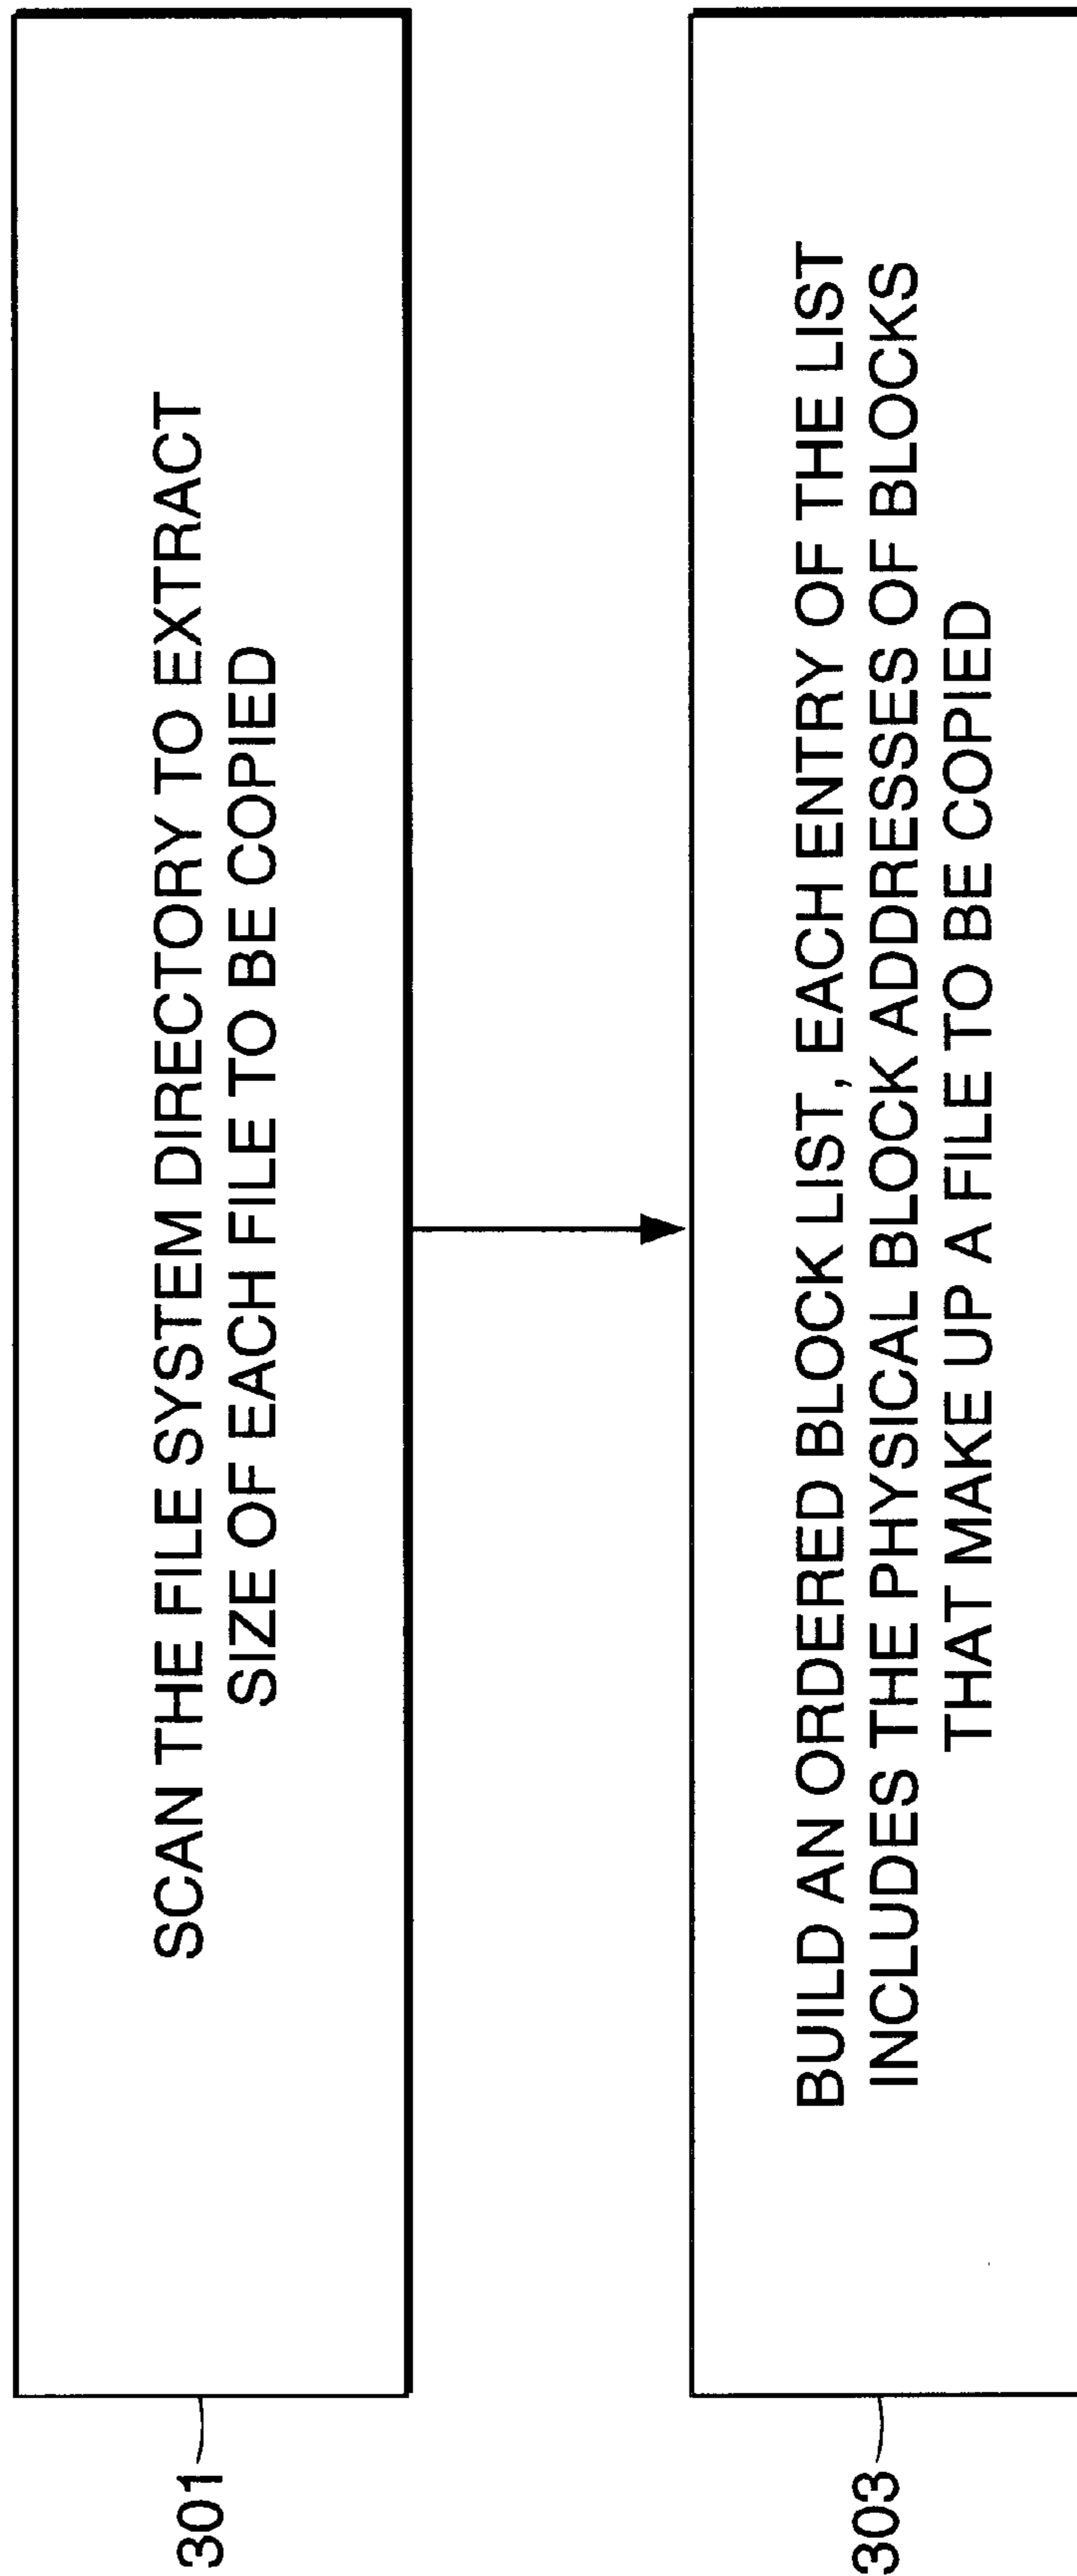 SCAN THE FILE SYSTEM DIRECTORY TO EXTRACT
SIZE OF EACH FILE TO BE COPIED
301
BUILD AN ORDERED BLOCK LIST, EACH ENTRY OF THE LIST
INCLUDES THE PHYSICAL BLOCK ADDRESSES OF BLOCKS
THAT MAKE UP A FILE TO BE COPIED
303